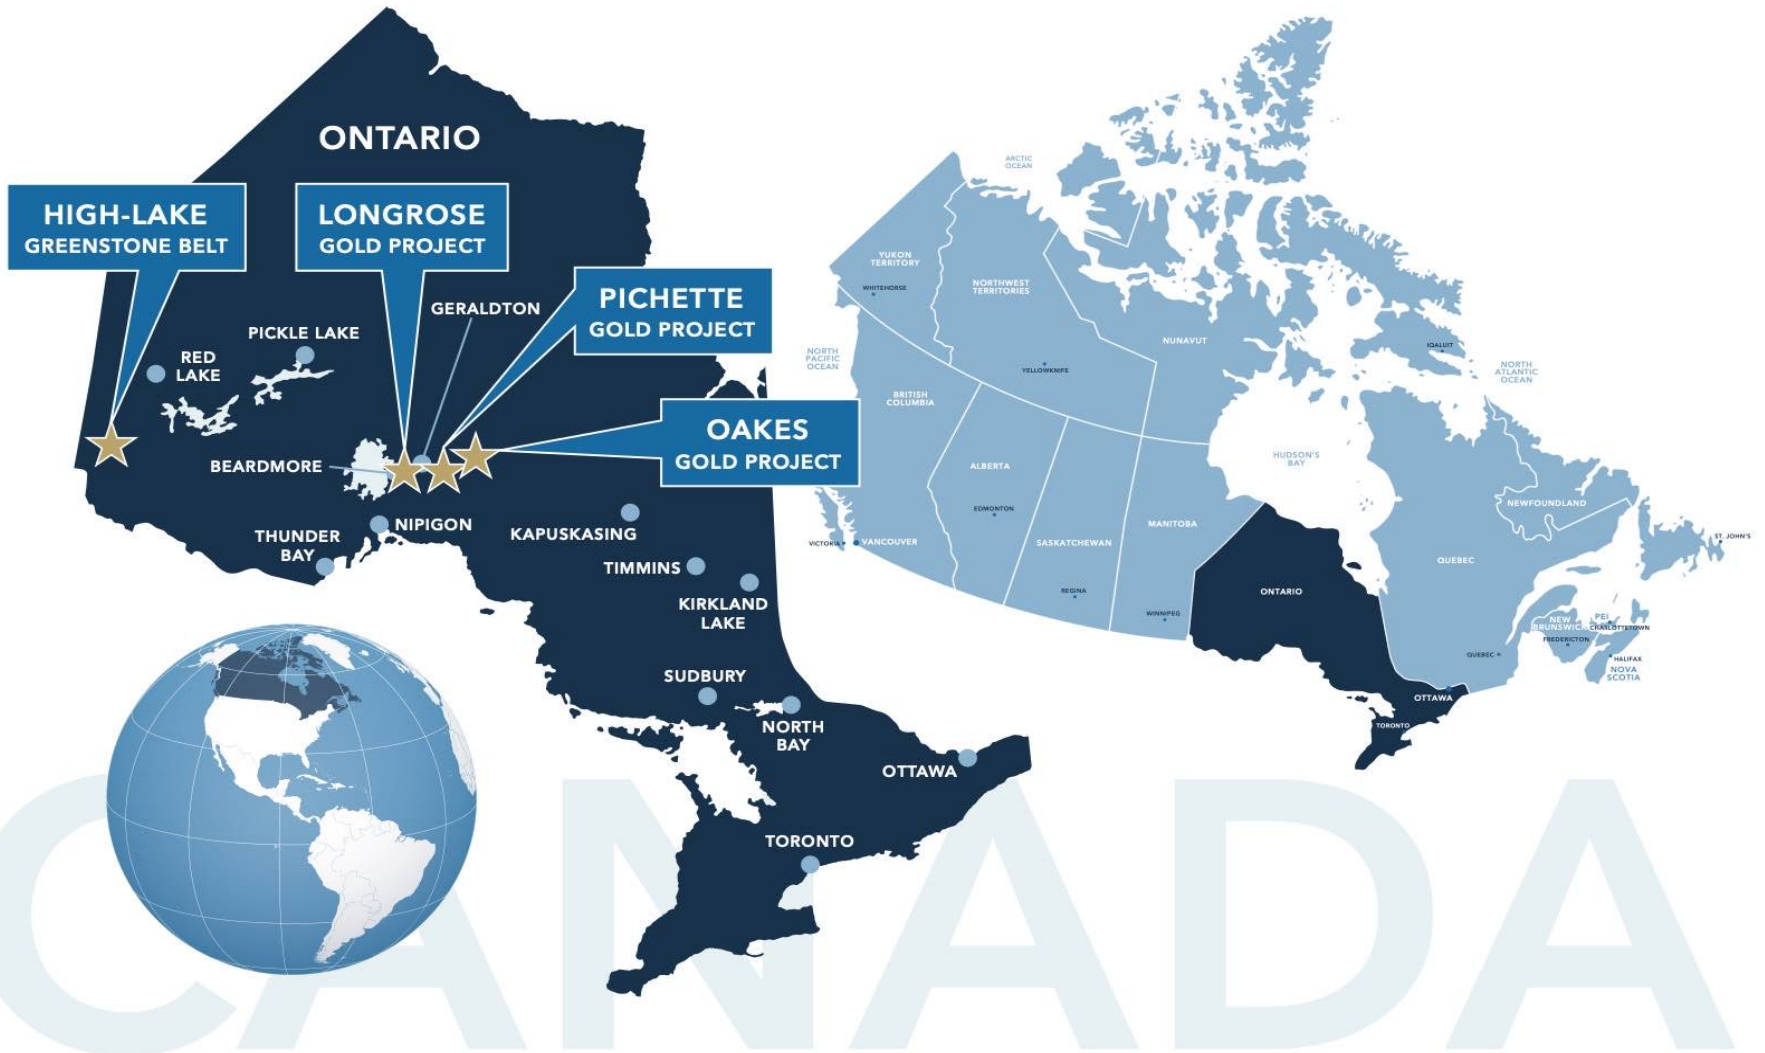 ONTARIO
HIGH-LAKE
GREENSTONE BELT
LONGROSE
GOLD PROJECT
PICHETTE
GOLD PROJECT
OAKES
GOLD PROJECT
GERALDTON
PICKLE LAKE
RED
LAKE
BEARDMORE
NIPIGON
THUNDER
BAY
KAPUSKASING
TIMMINS
KIRKLAND
LAKE
SUDBURY
NORTH
BAY
OTTAWA
TORONTO
ARCTIC
OCEAN
YUKON
TERRITORY
WHITEHORSE
NORTHWEST
TERRITORIES
YELLOWKNIFE
NUNAVUT
IQALUIT
NORTH
PACIFIC
OCEAN
NORTH
ATLANTIC
OCEAN
BRITISH
COLUMBIA
VICTORIA
VANCOUVER
ALBERTA
EDMONTON
SASKATCHEWAN
REGINA
MANITOBA
WINNIPEG
HUDSON'S
BAY
ONTARIO
OTTAWA
TORONTO
QUEBEC
QUEBEC
NEWFOUNDLAND
ST. JOHN'S
NEW
BRUNSWICK
FREDERICTON
PEI
CHARLOTTETOWN
HALIFAX
NOVA
SCOTIA
CANADA